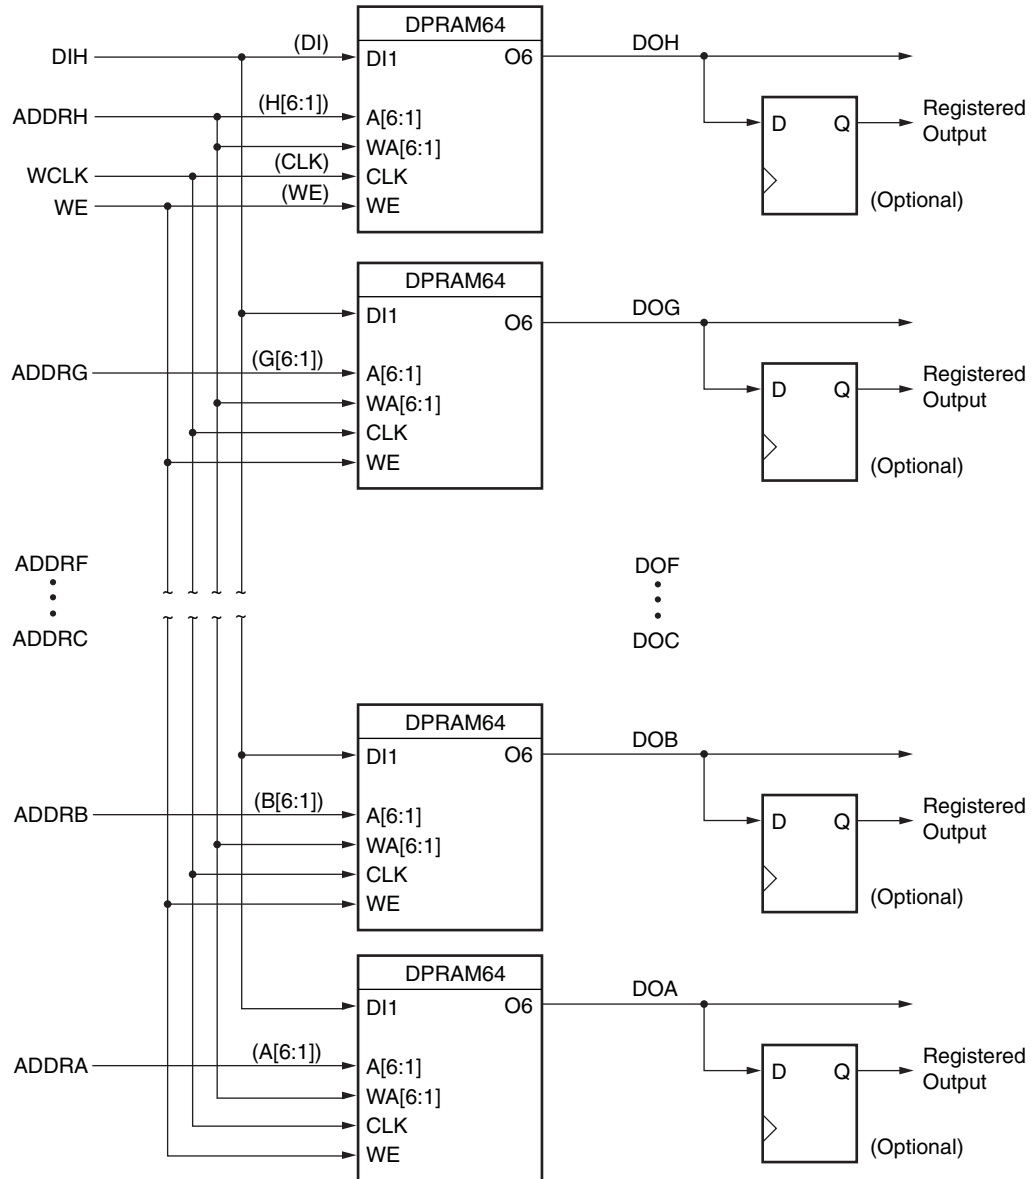 DPRAM64
DIH (DI) DI1 O6 DOH
ADDRH (H[6:1]) A[6:1] D Q Registered Output
WA[6:1]
WCLK (CLK) CLK
WE (WE) WE (Optional)
DPRAM64
DI1 O6 DOG
ADDRG (G[6:1]) A[6:1] D Q Registered Output
WA[6:1]
CLK
WE (Optional)
ADDRF DOF
ADDRC DOC
DPRAM64
DI1 O6 DOB
ADDRB (B[6:1]) A[6:1] D Q Registered Output
WA[6:1]
CLK
WE (Optional)
DPRAM64
DI1 O6 DOA
ADDRA (A[6:1]) A[6:1] D Q Registered Output
WA[6:1]
CLK
WE (Optional)